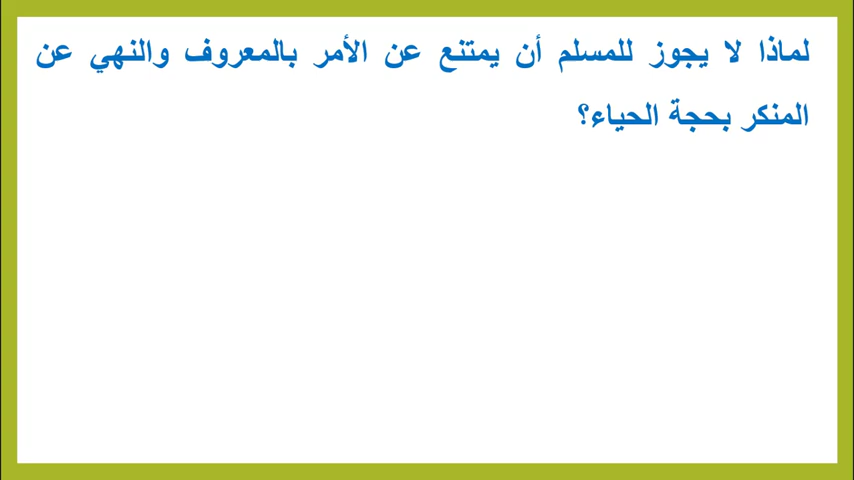 لماذا لا يجوز للمسلم أن يمتنع عن الأمر بالمعروف والنهي عن
المنكر بحجة الحياء؟